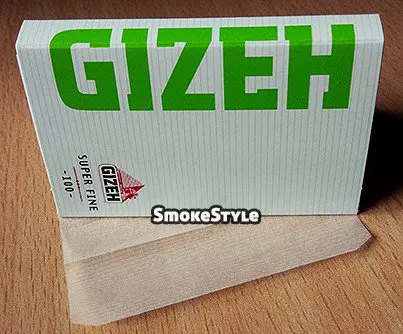 GIZEH
GIZEH
SUPER FINE
-100-
SmokeStyle